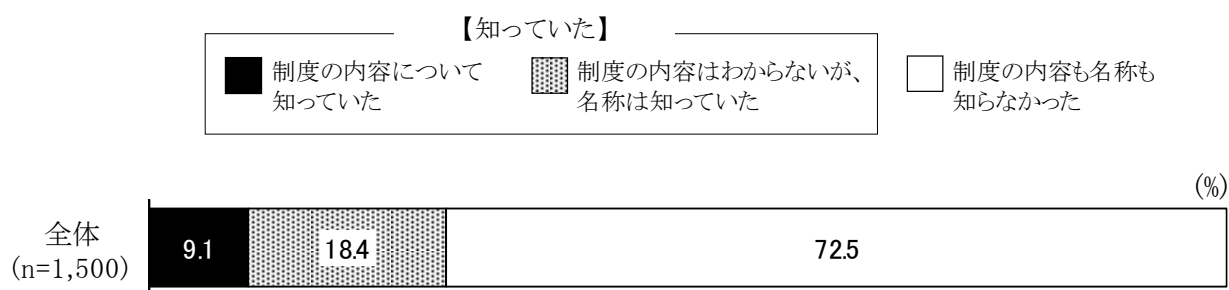 【知っていた】
制度の内容について
知っていた
制度の内容はわからないが、
名称は知っていた
制度の内容も名称も
知らなかった
(%)
全体
(n=1,500)
9.1
18.4
72.5